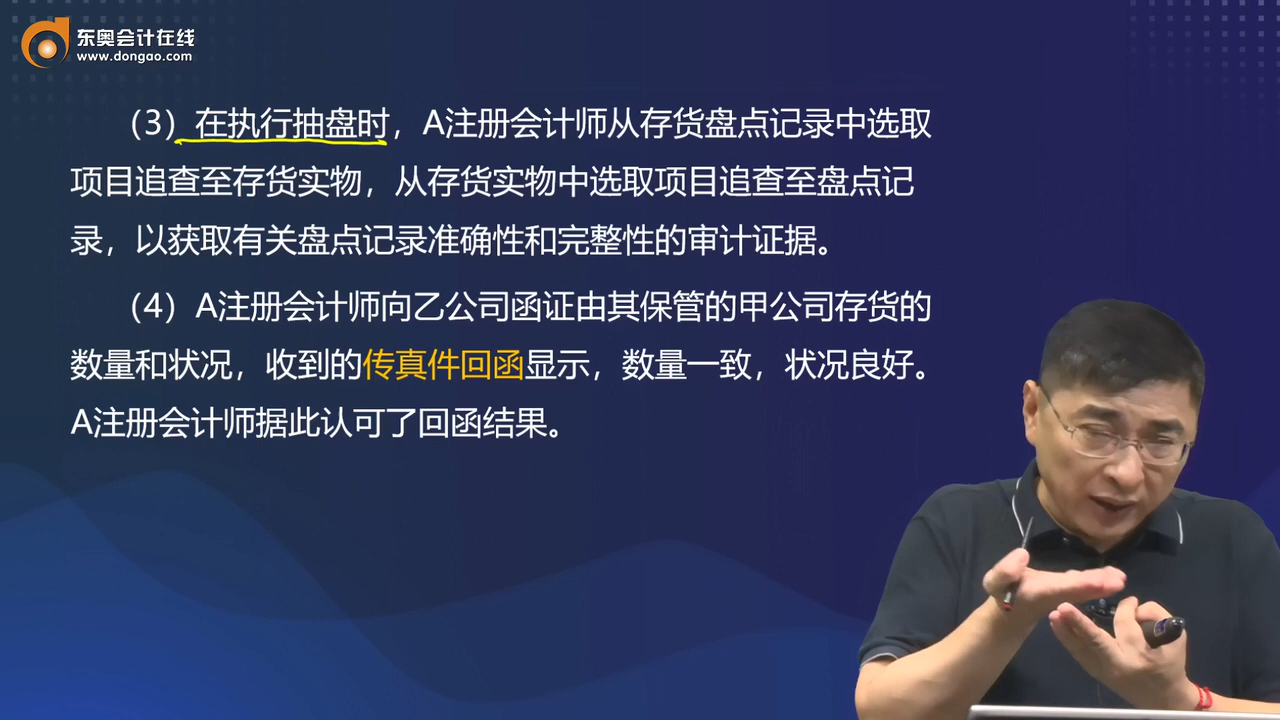 东奥会计在线
www.dongao.com
（3）在执行抽盘时，A注册会计师从存货盘点记录中选取
项目追查至存货实物，从存货实物中选取项目追查至盘点记
录，以获取有关盘点记录准确性和完整性的审计证据。
（4）A注册会计师向乙公司函证由其保管的甲公司存货的
数量和状况，收到的传真件回函显示，数量一致，状况良好。
A注册会计师据此认可了回函结果。